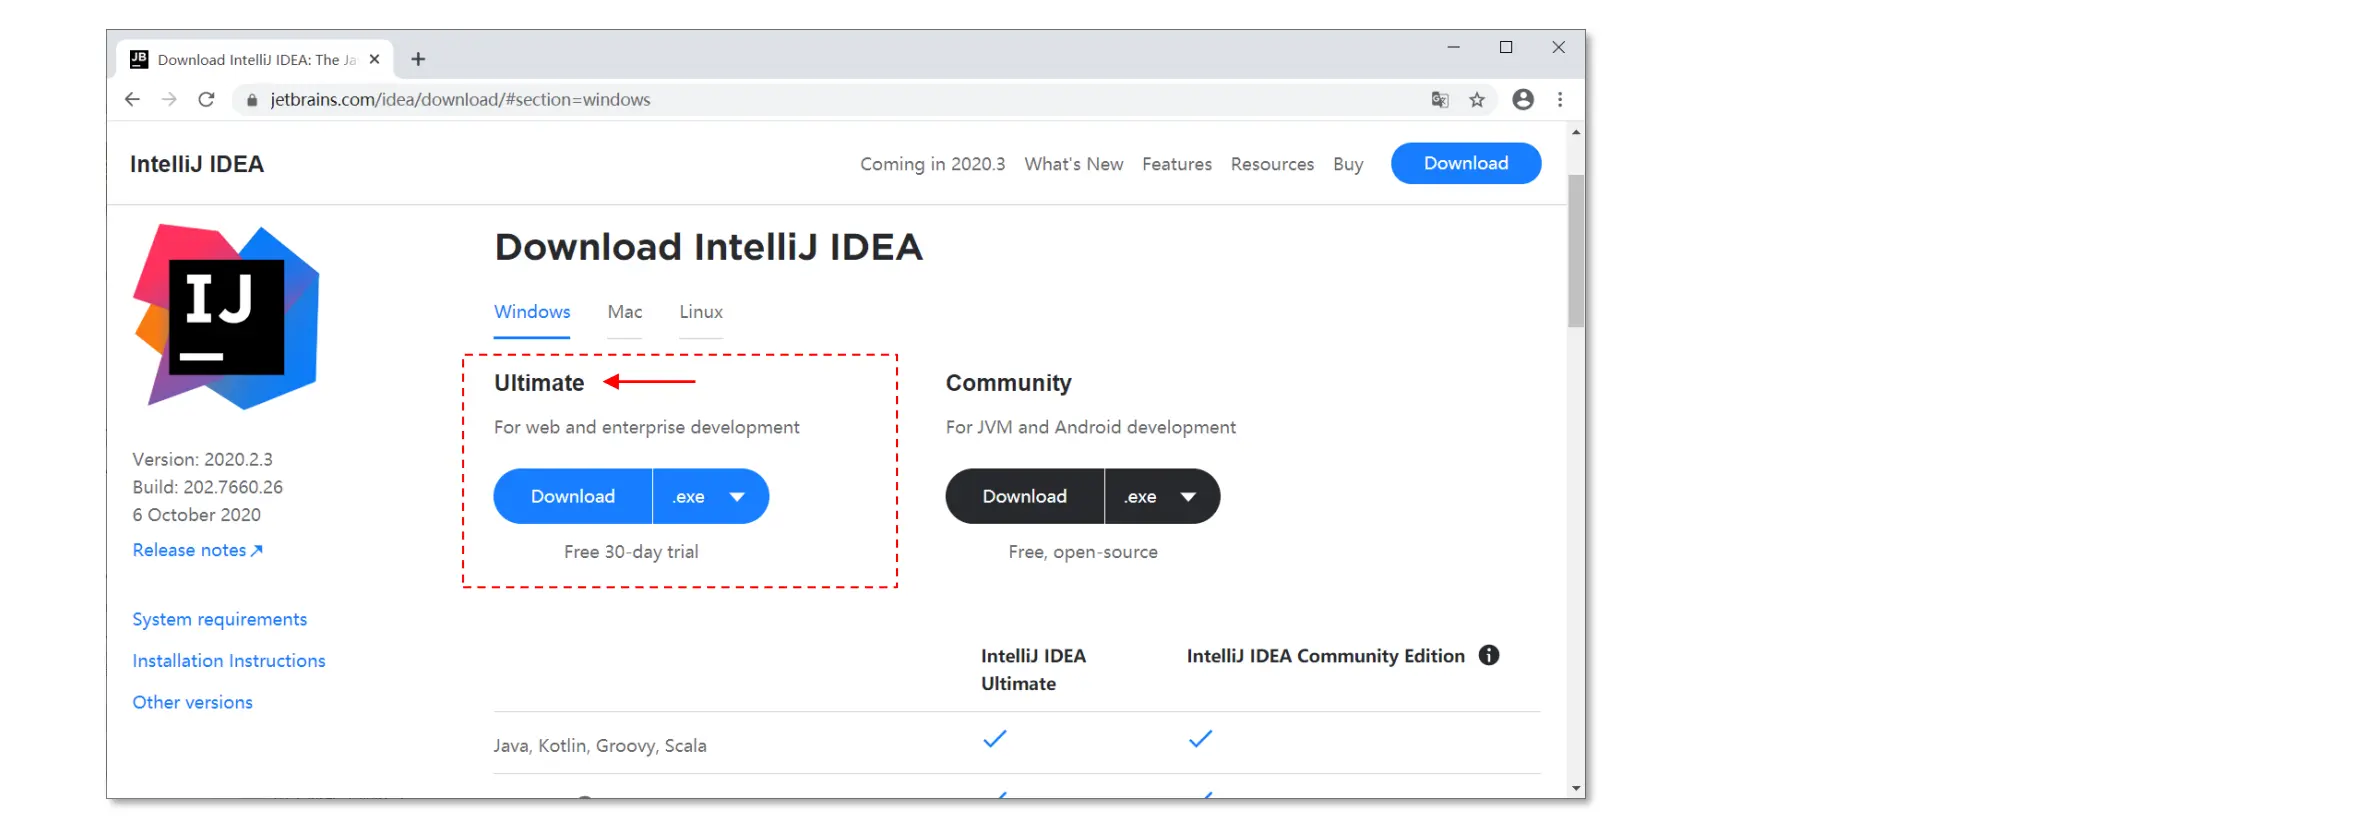 JB
Download IntelliJ IDEA: The Ja
jetbrains.com/idea/download/#section=windows
IntelliJ IDEA
Coming in 2020.3 What's New Features Resources Buy Download
IJ
Download IntelliJ IDEA
Windows Mac Linux
Ultimate
For web and enterprise development
Download .exe
Free 30-day trial
Community
For JVM and Android development
Download .exe
Free, open-source
Version: 2020.2.3
Build: 202.7660.26
6 October 2020
Release notes
System requirements
Installation Instructions
Other versions
IntelliJ IDEA
Ultimate
IntelliJ IDEA Community Edition
Java, Kotlin, Groovy, Scala